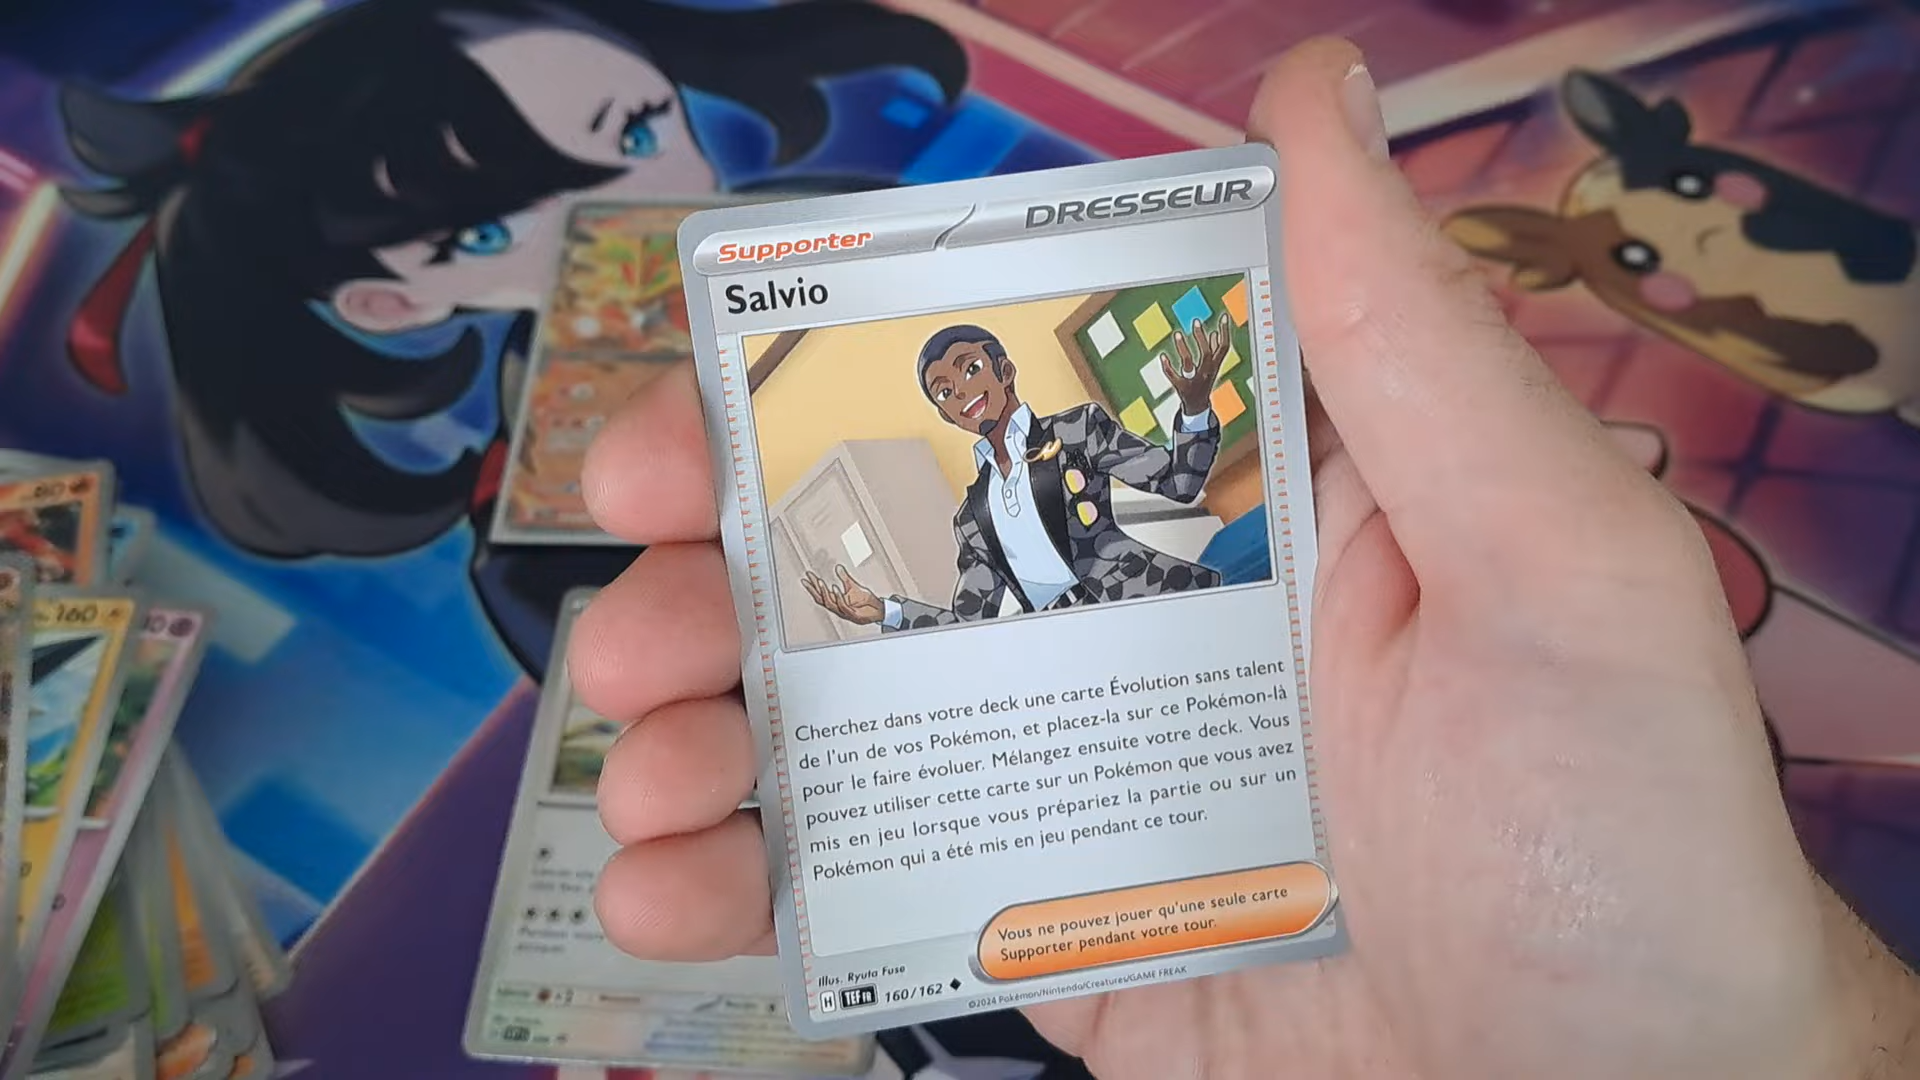 Supporter
DRESSEUR
Salvio
Cherchez dans votre deck une carte Évolution sans talent
de l'un de vos Pokémon, et placez-la sur ce Pokémon-là
pour le faire évoluer. Mélangez ensuite votre deck. Vous
pouvez utiliser cette carte sur un Pokémon que vous avez
mis en jeu lorsque vous prépariez la partie ou sur un
Pokémon qui a été mis en jeu pendant ce tour.
Vous ne pouvez jouer qu'une seule carte
Supporter pendant votre tour.
Illus. Ryuta Fuse
H TEF FR 160/162
©2024 Pokémon/Nintendo/Creatures/GAME FREAK
60
160